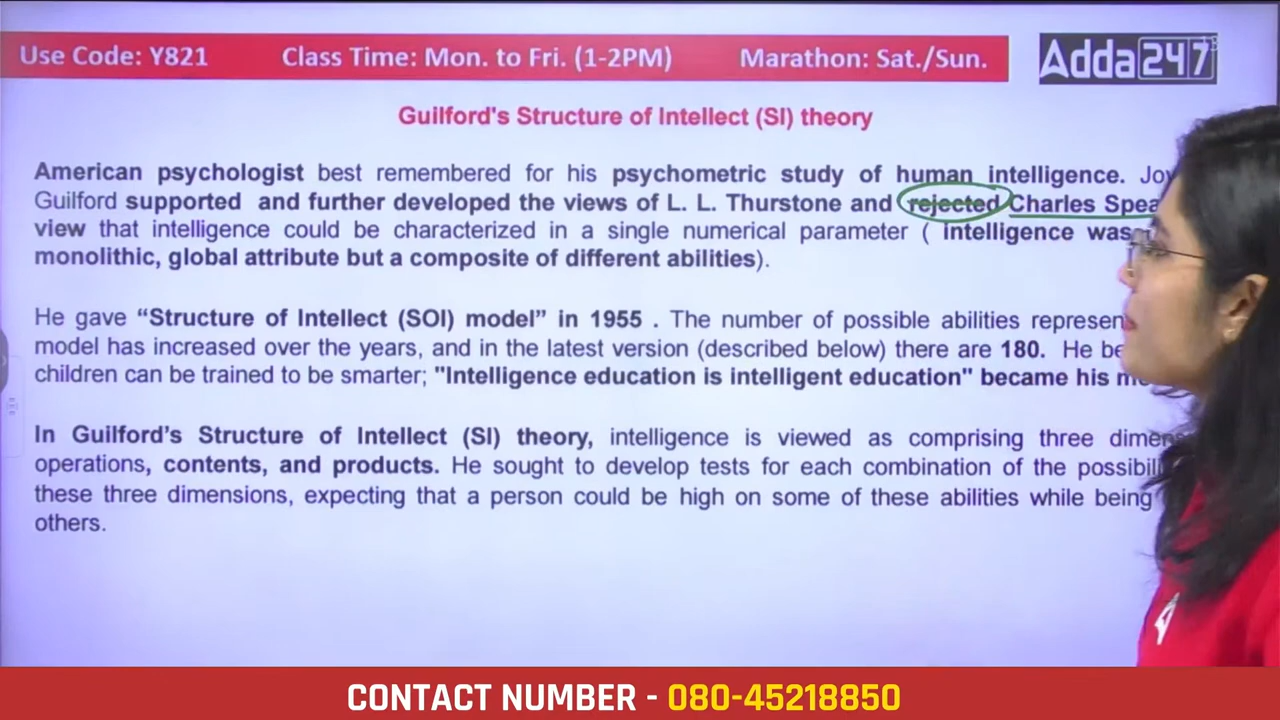 Use Code: Y821 Class Time: Mon. to Fri. (1-2PM) Marathon: Sat./Sun.
Adda247
Guilford's Structure of Intellect (SI) theory
American psychologist best remembered for his psychometric study of human intelligence.
Guilford supported and further developed the views of L. L. Thurstone and rejected Charles
view that intelligence could be characterized in a single numerical parameter ( intelligence was
monolithic, global attribute but a composite of different abilities).
He gave “Structure of Intellect (SOI) model” in 1955 . The number of possible abilities
model has increased over the years, and in the latest version (described below) there are 180. He
children can be trained to be smarter; "Intelligence education is intelligent education" became his
In Guilford’s Structure of Intellect (SI) theory, intelligence is viewed as comprising three
operations, contents, and products. He sought to develop tests for each combination of the
these three dimensions, expecting that a person could be high on some of these abilities while being
others.
CONTACT NUMBER - 080-45218850